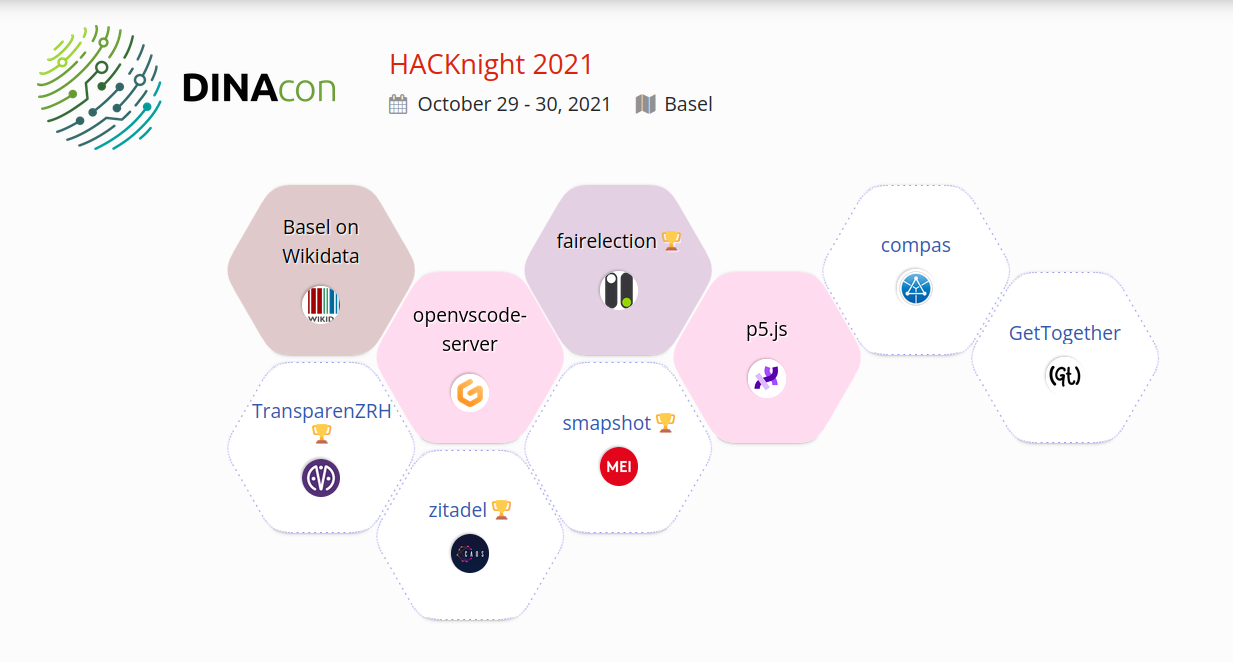 DINAcon
HACKnight 2021
October 29 - 30, 2021 Basel
Basel on
Wikidata
WIKID
openvscode-
server
fairelection
p5.js
compas
GetTogether
(Gt.)
TransparenZRH
smapshot
MEI
zitadel
CAOS